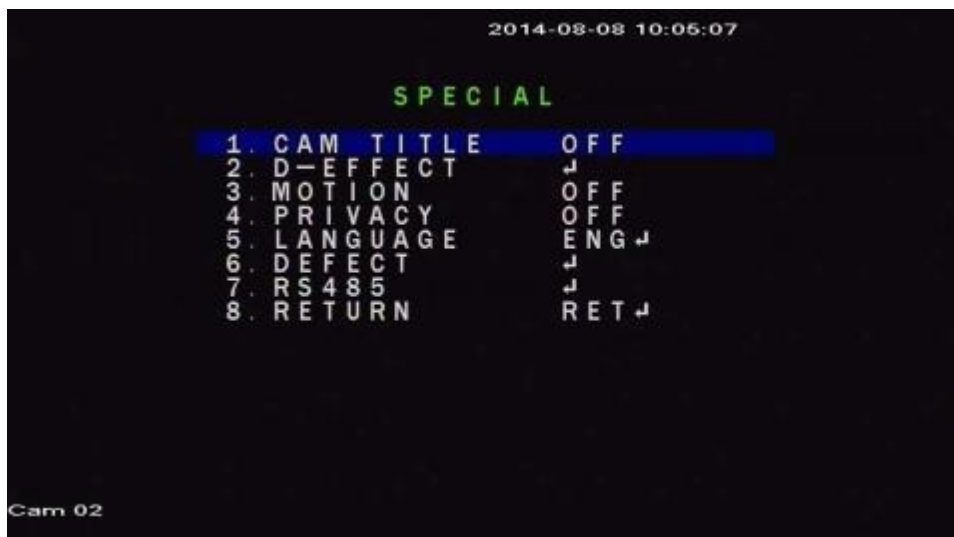 2014-08-08 10:05:07
SPECIAL
1. CAM TITLE OFF
2. D-EFFECT ↵
3. MOTION OFF
4. PRIVACY OFF
5. LANGUAGE ENG↵
6. DEFECT ↵
7. RS485 ↵
8. RETURN RET↵
Cam 02